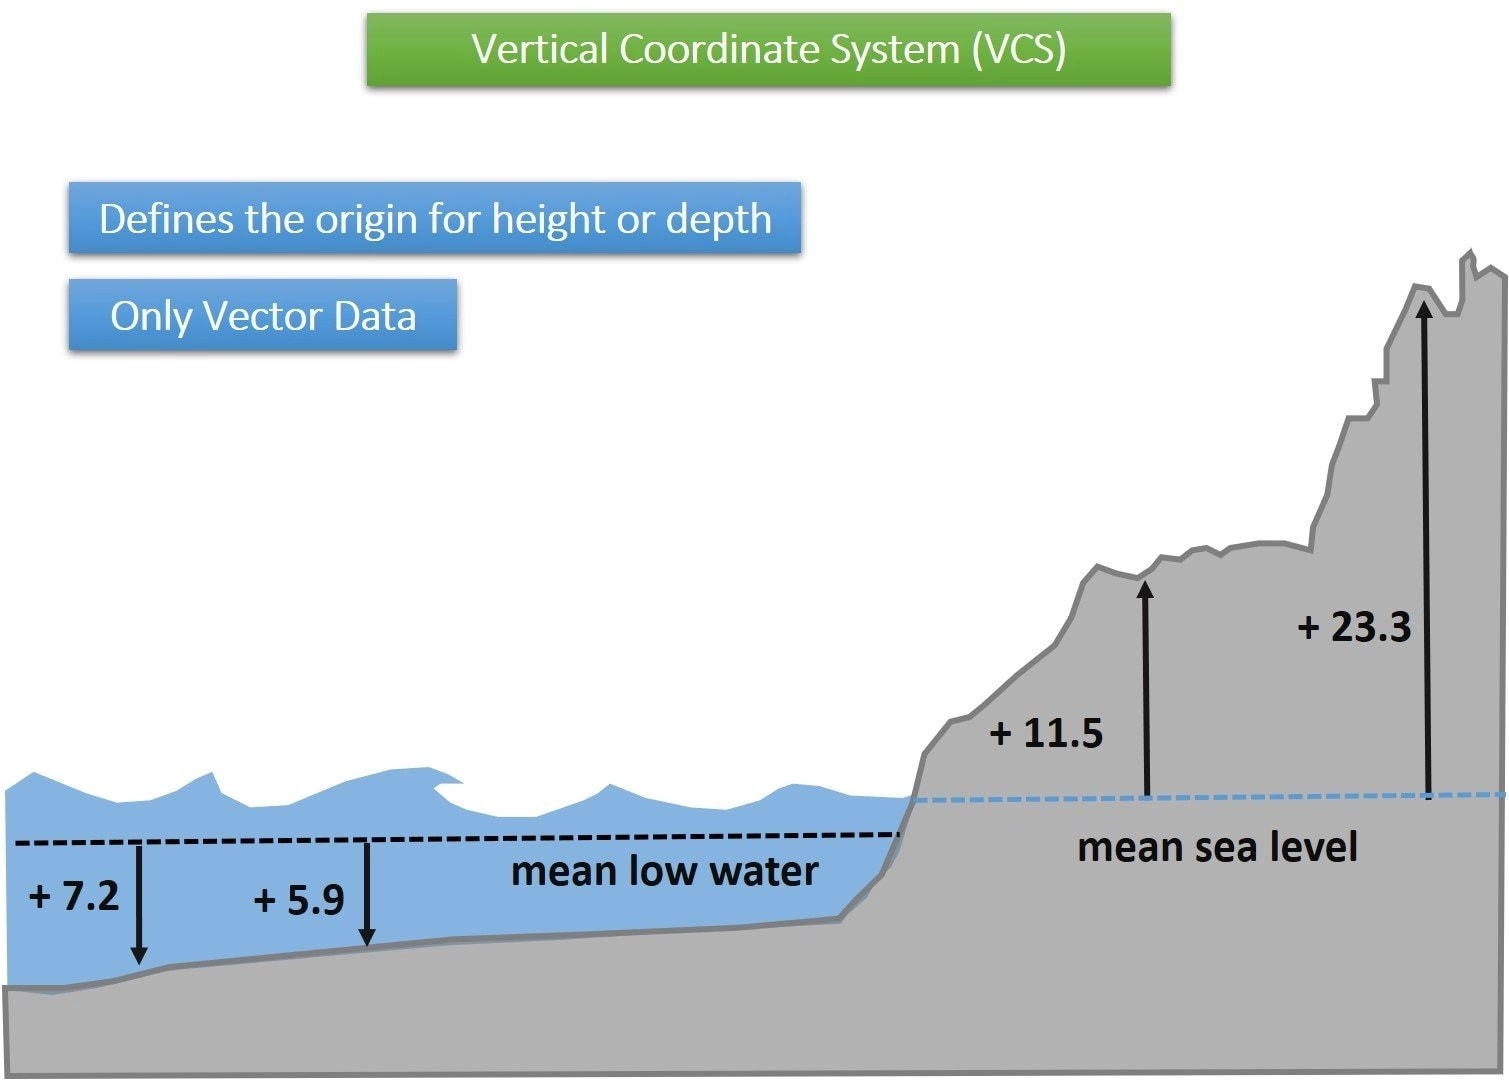 Vertical Coordinate System (VCS)
Defines the origin for height or depth
Only Vector Data
+ 23.3
+ 11.5
mean sea level
mean low water
+ 7.2
+ 5.9